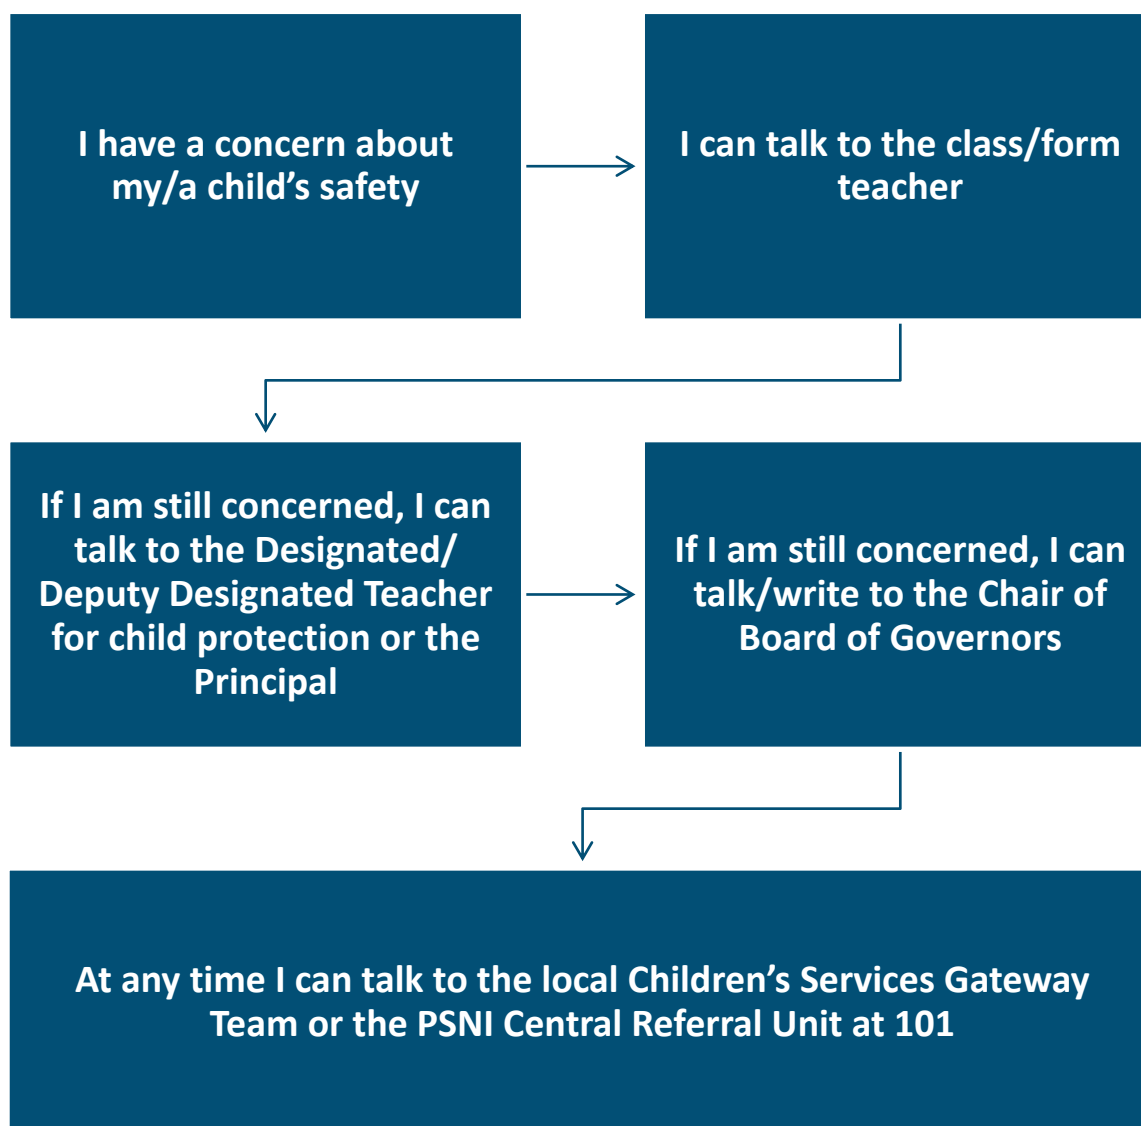 I have a concern about
my/a child’s safety
I can talk to the class/form
teacher
If I am still concerned, I can
talk to the Designated/
Deputy Designated Teacher
for child protection or the
Principal
If I am still concerned, I can
talk/write to the Chair of
Board of Governors
At any time I can talk to the local Children’s Services Gateway
Team or the PSNI Central Referral Unit at 101